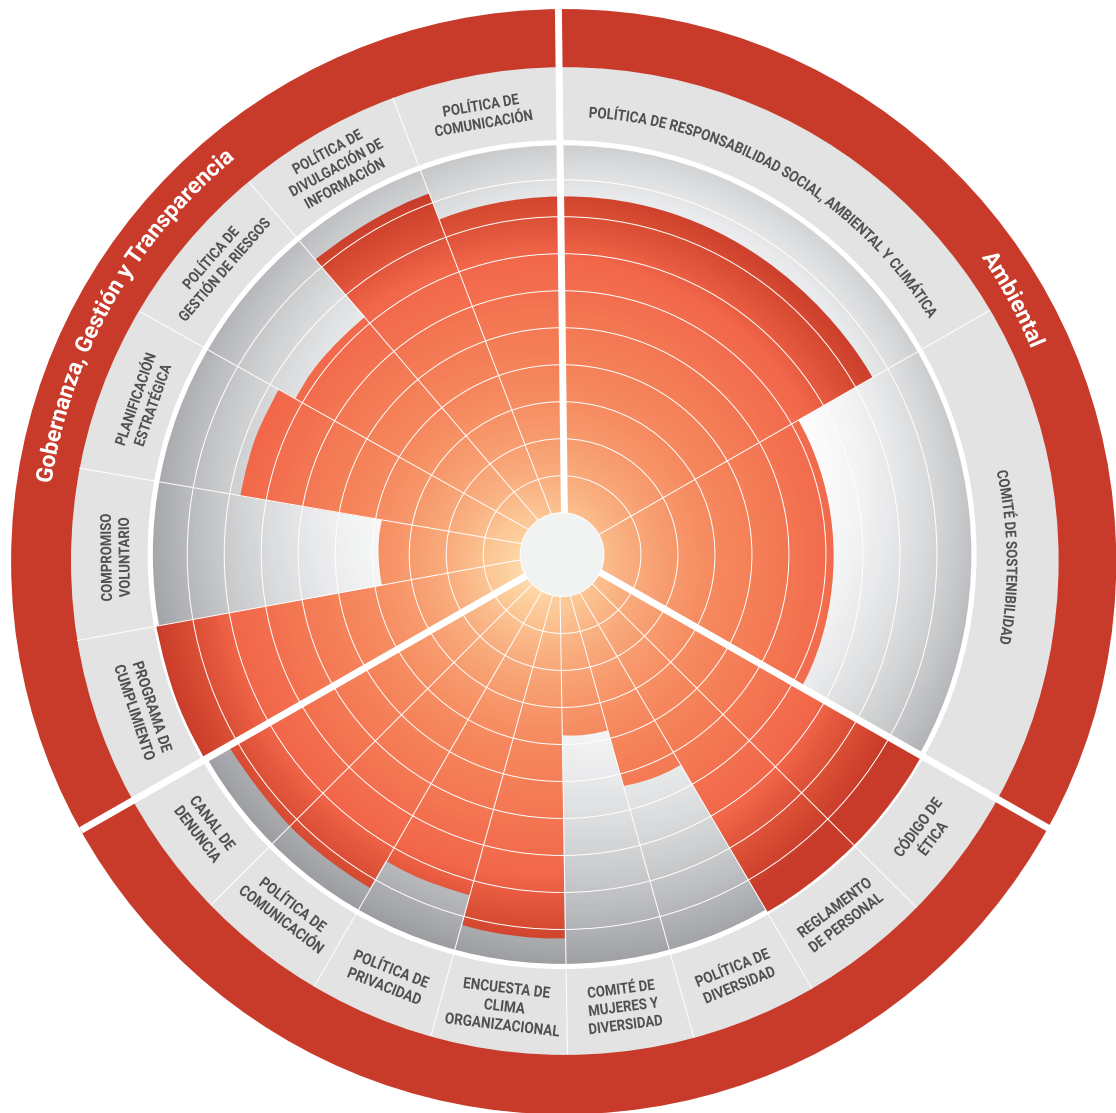 Gobernanza, Gestión y Transparencia
Ambiental
POLÍTICA DE RESPONSABILIDAD SOCIAL, AMBIENTAL Y CLIMÁTICA
COMITÉ DE SOSTENIBILIDAD
CÓDIGO DE
ÉTICA
REGLAMENTO
DE PERSONAL
POLÍTICA DE
DIVERSIDAD
COMITÉ DE
MUJERES Y
DIVERSIDAD
ENCUESTA DE
CLIMA
ORGANIZACIONAL
POLÍTICA DE
PRIVACIDAD
POLÍTICA DE
COMUNICACIÓN
CANAL DE
DENUNCIA
PROGRAMA DE
CUMPLIMIENTO
COMPROMISO
VOLUNTARIO
PLANIFICACIÓN
ESTRATÉGICA
POLÍTICA DE
GESTIÓN DE RIESGOS
POLÍTICA DE
DIVULGACIÓN DE
INFORMACIÓN
POLÍTICA DE
COMUNICACIÓN